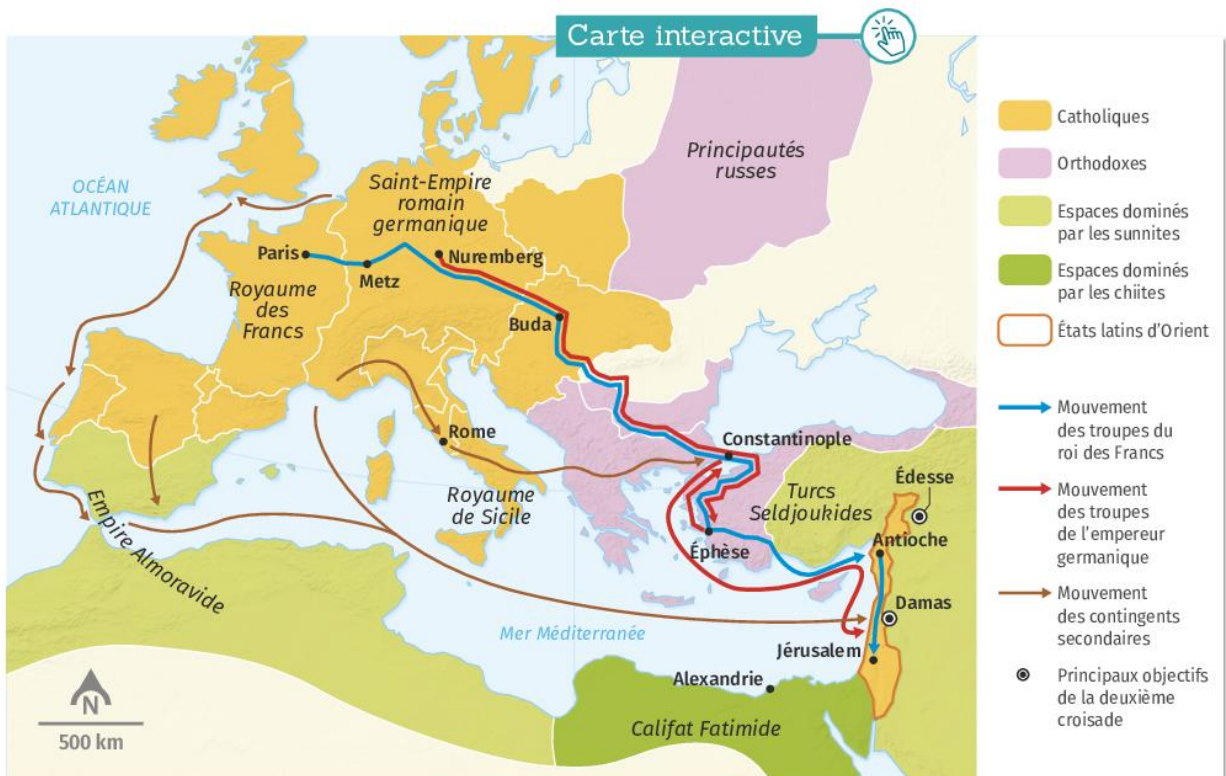 Carte interactive
OCÉAN
ATLANTIQUE
Saint-Empire
romain
germanique
Principautés
russes
Paris
Metz
Nuremberg
Royaume
des
Francs
Buda
Rome
Constantinople
Royaume
de Sicile
Turcs
Seldjoukides
Édesse
Éphèse
Antioche
Empire Almoravide
Damas
Mer Méditerranée
Jérusalem
Alexandrie
Califat Fatimide
N
500 km
Catholiques
Orthodoxes
Espaces dominés
par les sunnites
Espaces dominés
par les chiites
États latins d'Orient
Mouvement
des troupes du
roi des Francs
Mouvement
des troupes
de l'empereur
germanique
Mouvement
des contingents
secondaires
Principaux objectifs
de la deuxième
croisade